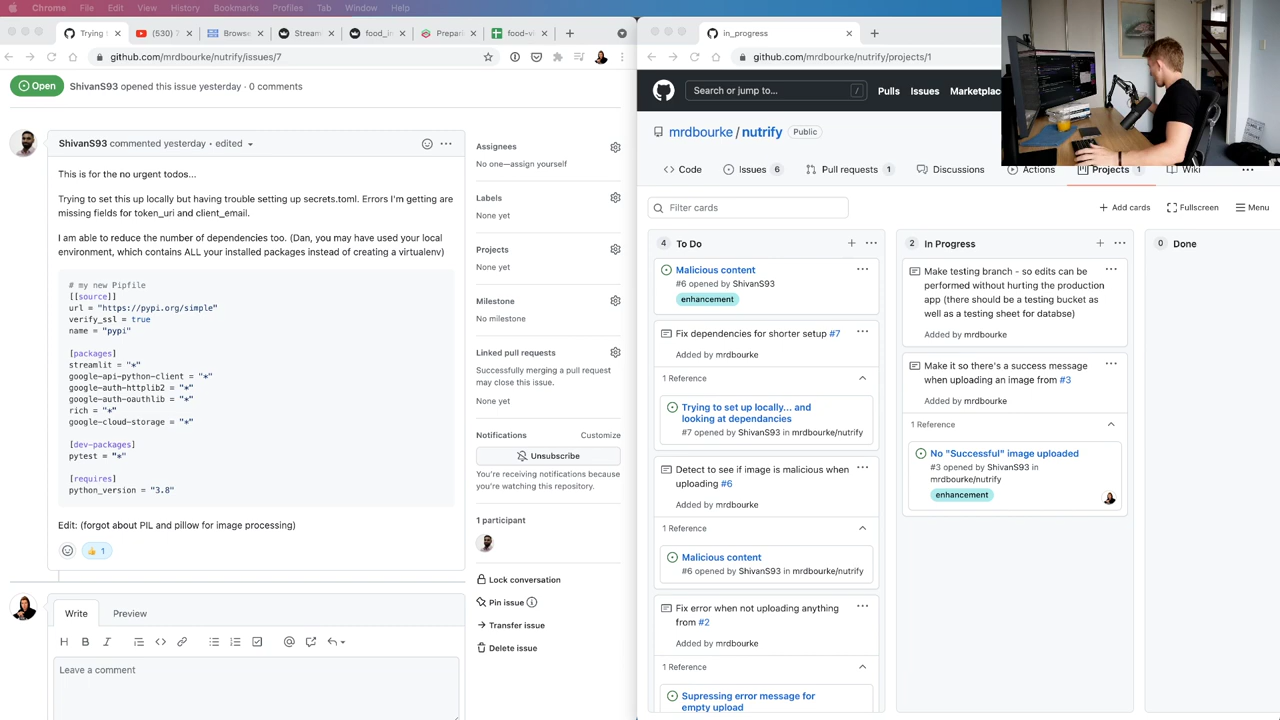 Chrome File Edit View History Bookmarks Profiles Tab Window Help
Trying (530) Browse Stream food_in Prepari food-vi
github.com/mrdbourke/nutrify/issues/7
Open ShivanS93 opened this issue yesterday · 0 comments
ShivanS93 commented yesterday • edited
This is for the no urgent todos...
Trying to set this up locally but having trouble setting up secrets.toml. Errors I'm getting are
missing fields for token_uri and client_email.
I am able to reduce the number of dependencies too. (Dan, you may have used your local
environment, which contains ALL your installed packages instead of creating a virtualenv)
# my new Pipfile
[[source]]
url = "https://pypi.org/simple"
verify_ssl = true
name = "pypi"
[packages]
streamlit = "*"
google-api-python-client = "*"
google-auth-httplib2 = "*"
google-auth-oauthlib = "*"
rich = "*"
google-cloud-storage = "*"
[dev-packages]
pytest = "*"
[requires]
python_version = "3.8"
Edit: (forgot about PIL and pillow for image processing)
1
Write Preview
H B I
Leave a comment
Assignees
No one—assign yourself
Labels
None yet
Projects
None yet
Milestone
No milestone
Linked pull requests
Successfully merging a pull request
may close this issue.
None yet
Notifications Customize
Unsubscribe
You're receiving notifications because
you're watching this repository.
1 participant
Lock conversation
Pin issue
Transfer issue
Delete issue
in_progress
github.com/mrdbourke/nutrify/projects/1
Search or jump to... / Pulls Issues Marketplac
mrdbourke / nutrify Public
Code Issues 6 Pull requests 1 Discussions Actions Projects 1 Wiki
Filter cards Add cards Fullscreen Menu
4 To Do
Malicious content
#6 opened by ShivanS93
enhancement
Fix dependencies for shorter setup #7
Added by mrdbourke
1 Reference
Trying to set up locally... and
looking at dependancies
#7 opened by ShivanS93 in mrdbourke/nutrify
Detect to see if image is malicious when
uploading #6
Added by mrdbourke
1 Reference
Malicious content
#6 opened by ShivanS93 in mrdbourke/nutrify
Fix error when not uploading anything
from #2
Added by mrdbourke
1 Reference
Supressing error message for
empty upload
2 In Progress
Make testing branch - so edits can be
performed without hurting the production
app (there should be a testing bucket as
well as a testing sheet for databse)
Added by mrdbourke
Make it so there's a success message
when uploading an image from #3
Added by mrdbourke
1 Reference
No "Successful" image uploaded
#3 opened by ShivanS93 in
mrdbourke/nutrify
enhancement
0 Done